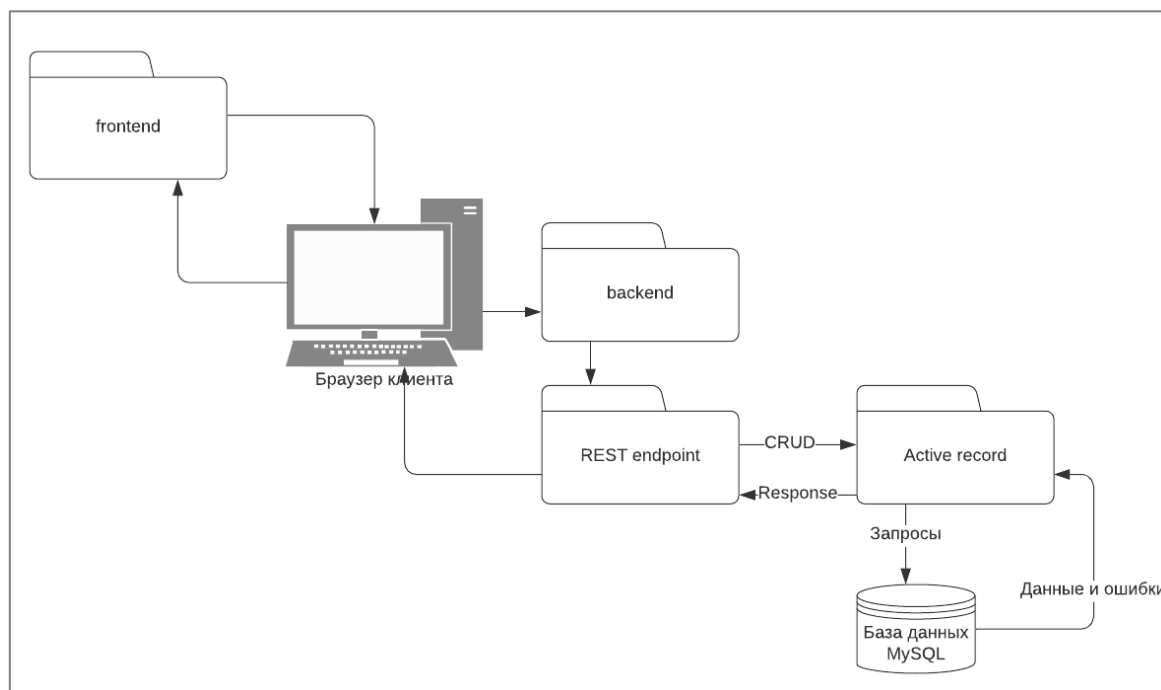 frontend
backend
Браузер клиента
REST endpoint
CRUD
Active record
Response
Запросы
Данные и ошибки
База данных
MySQL